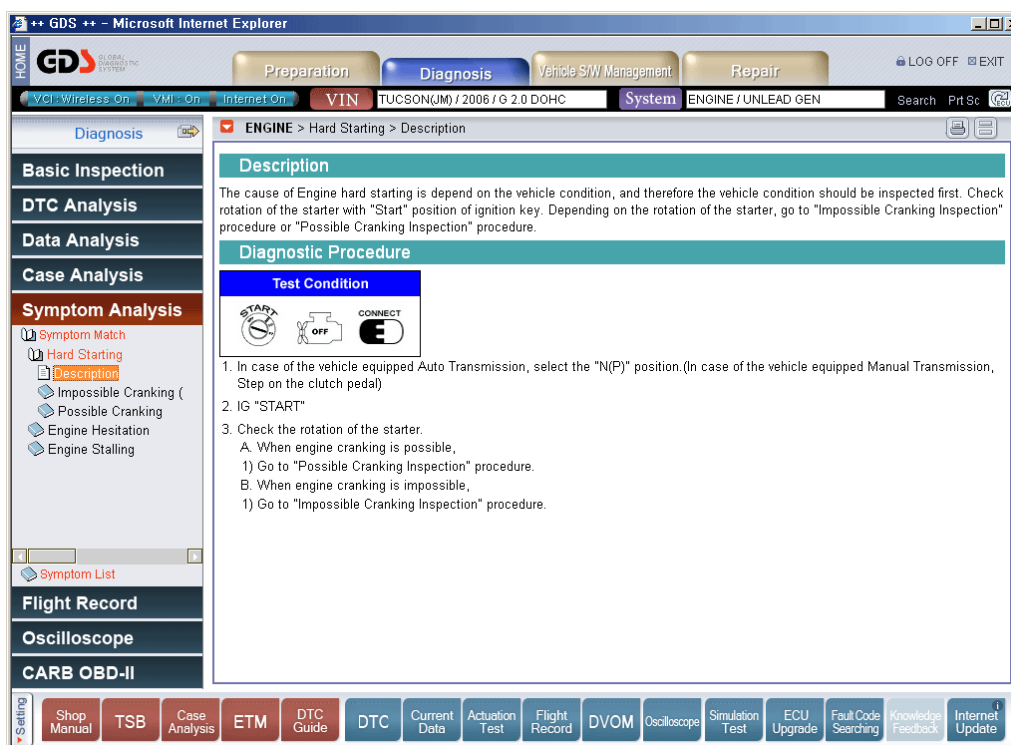 ++ GDS ++ - Microsoft Internet Explorer
HOME
GDS GLOBAL DIAGNOSTIC SYSTEM
Preparation
Diagnosis
Vehicle S/W Management
Repair
LOG OFF
EXIT
VCI : Wireless On
VMI : On
Internet On
VIN
TUCSON(JM) / 2006 / G 2.0 DOHC
System
ENGINE / UNLEAD GEN
Search
Prt Sc
ECU
Diagnosis
ENGINE > Hard Starting > Description
Basic Inspection
DTC Analysis
Data Analysis
Case Analysis
Symptom Analysis
Symptom Match
Hard Starting
Description
Impossible Cranking (
Possible Cranking
Engine Hesitation
Engine Stalling
Symptom List
Flight Record
Oscilloscope
CARB OBD-II
Description
The cause of Engine hard starting is depend on the vehicle condition, and therefore the vehicle condition should be inspected first. Check
rotation of the starter with "Start" position of ignition key. Depending on the rotation of the starter, go to "Impossible Cranking Inspection"
procedure or "Possible Cranking Inspection" procedure.
Diagnostic Procedure
Test Condition
START
OFF
CONNECT
1. In case of the vehicle equipped Auto Transmission, select the "N(P)" position.(In case of the vehicle equipped Manual Transmission,
Step on the clutch pedal)
2. IG "START"
3. Check the rotation of the starter.
A. When engine cranking is possible,
1) Go to "Possible Cranking Inspection" procedure.
B. When engine cranking is impossible,
1) Go to "Impossible Cranking Inspection" procedure.
Setting
Shop
Manual
TSB
Case
Analysis
ETM
DTC
Guide
DTC
Current
Data
Actuation
Test
Flight
Record
DVOM
Oscilloscope
Simulation
Test
ECU
Upgrade
Fault Code
Searching
Knowledge
Feedback
Internet
Update